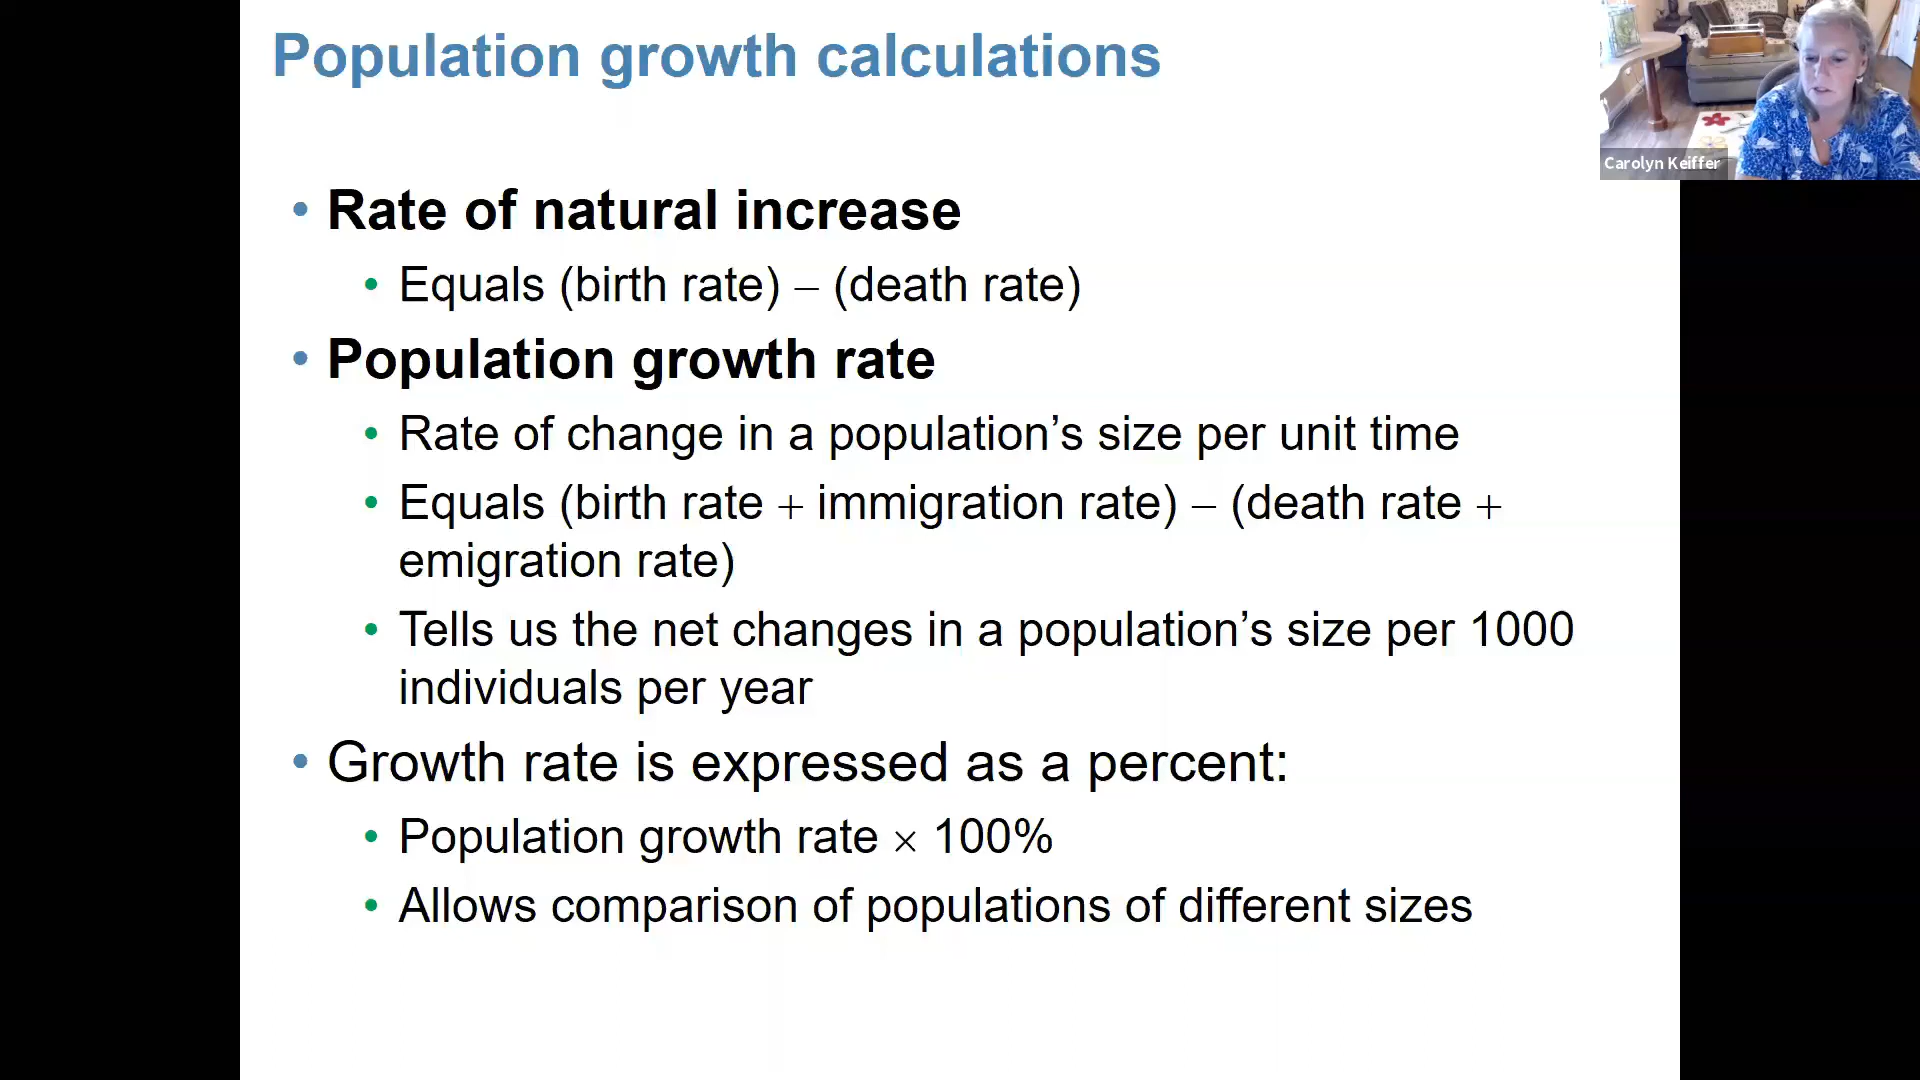 Population growth calculations
Carolyn Keiffer
• Rate of natural increase
• Equals (birth rate) – (death rate)
• Population growth rate
• Rate of change in a population’s size per unit time
• Equals (birth rate + immigration rate) – (death rate +
emigration rate)
• Tells us the net changes in a population’s size per 1000
individuals per year
• Growth rate is expressed as a percent:
• Population growth rate × 100%
• Allows comparison of populations of different sizes